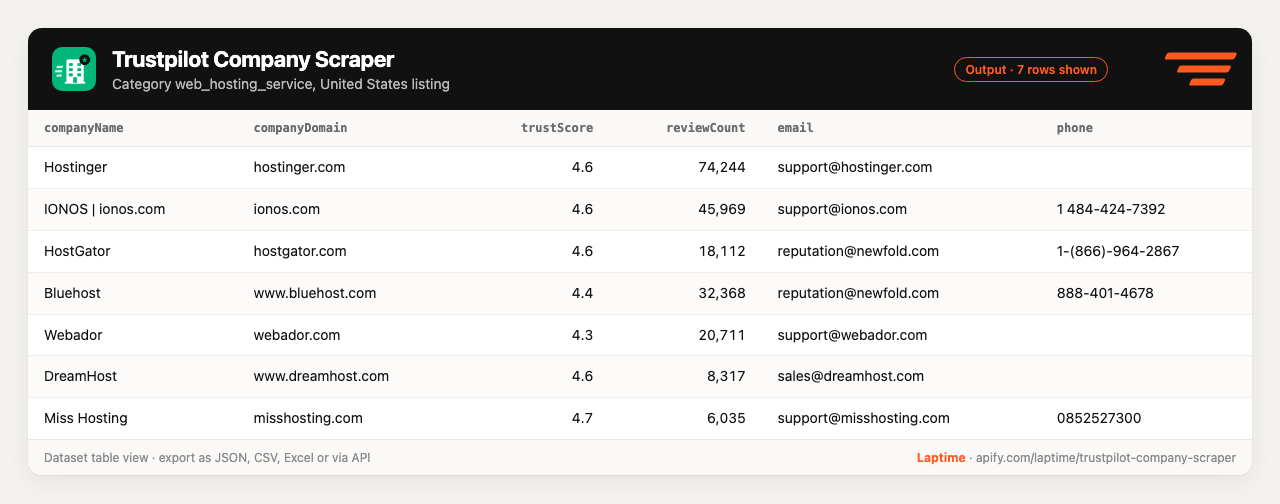 Trustpilot Company Scraper
Category web_hosting_service, United States listing
Output · 7 rows shown
companyName companyDomain trustScore reviewCount email phone
Hostinger hostinger.com 4.6 74,244 support@hostinger.com
IONOS | ionos.com ionos.com 4.6 45,969 support@ionos.com 1 484-424-7392
HostGator hostgator.com 4.6 18,112 reputation@newfold.com 1-(866)-964-2867
Bluehost www.bluehost.com 4.4 32,368 reputation@newfold.com 888-401-4678
Webador webador.com 4.3 20,711 support@webador.com
DreamHost www.dreamhost.com 4.6 8,317 sales@dreamhost.com
Miss Hosting misshosting.com 4.7 6,035 support@misshosting.com 0852527300
Dataset table view · export as JSON, CSV, Excel or via API
Laptime · apify.com/laptime/trustpilot-company-scraper